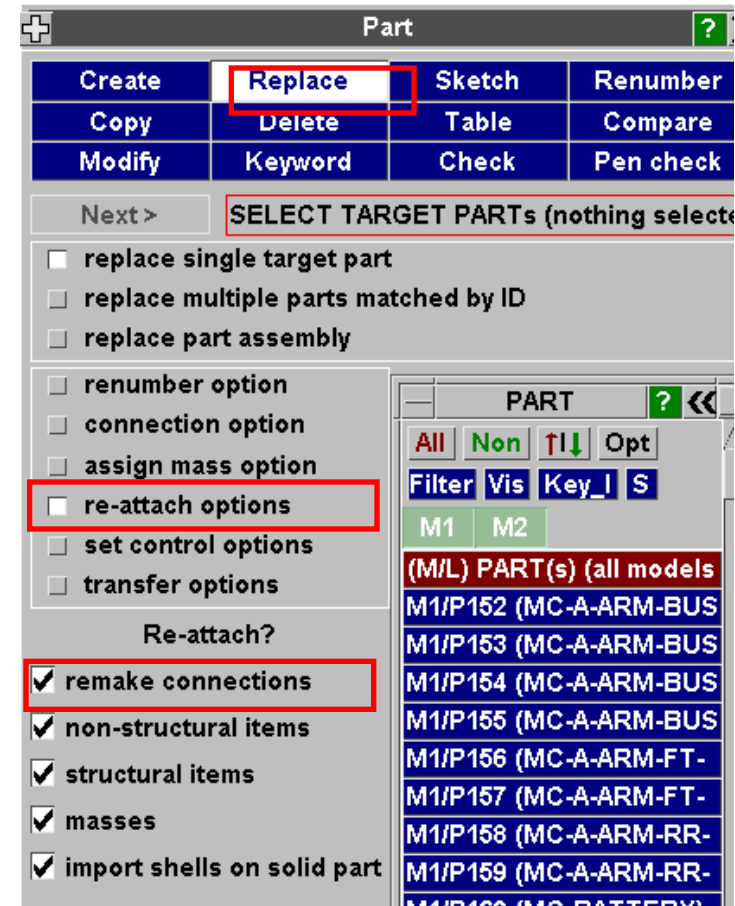 Part ?
Create Replace Sketch Renumber
Copy Delete Table Compare
Modify Keyword Check Pen check
Next > SELECT TARGET PARTs (nothing selecte
replace single target part
replace multiple parts matched by ID
replace part assembly
renumber option
connection option
assign mass option
re-attach options
set control options
transfer options
Re-attach?
remake connections
non-structural items
structural items
masses
import shells on solid part
PART ?
All Non Opt
Filter Vis Key_I S
M1 M2
(M/L) PART(s) (all models
M1/P152 (MC-A-ARM-BUS
M1/P153 (MC-A-ARM-BUS
M1/P154 (MC-A-ARM-BUS
M1/P155 (MC-A-ARM-BUS
M1/P156 (MC-A-ARM-FT-
M1/P157 (MC-A-ARM-FT-
M1/P158 (MC-A-ARM-RR-
M1/P159 (MC-A-ARM-RR-
M1/P160 (MC-BATTERY)